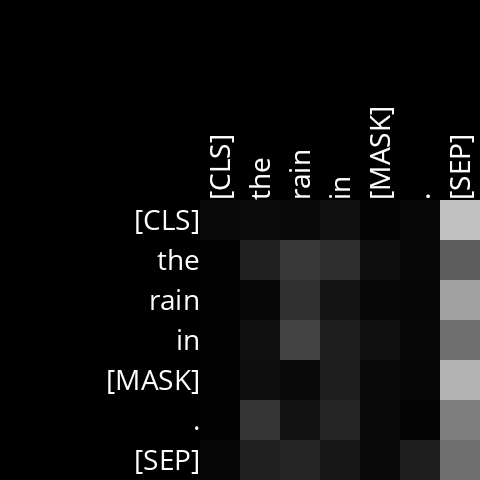 [CLS] the rain in [MASK] . [SEP]
[CLS]
the
rain
in
[MASK]
.
[SEP]